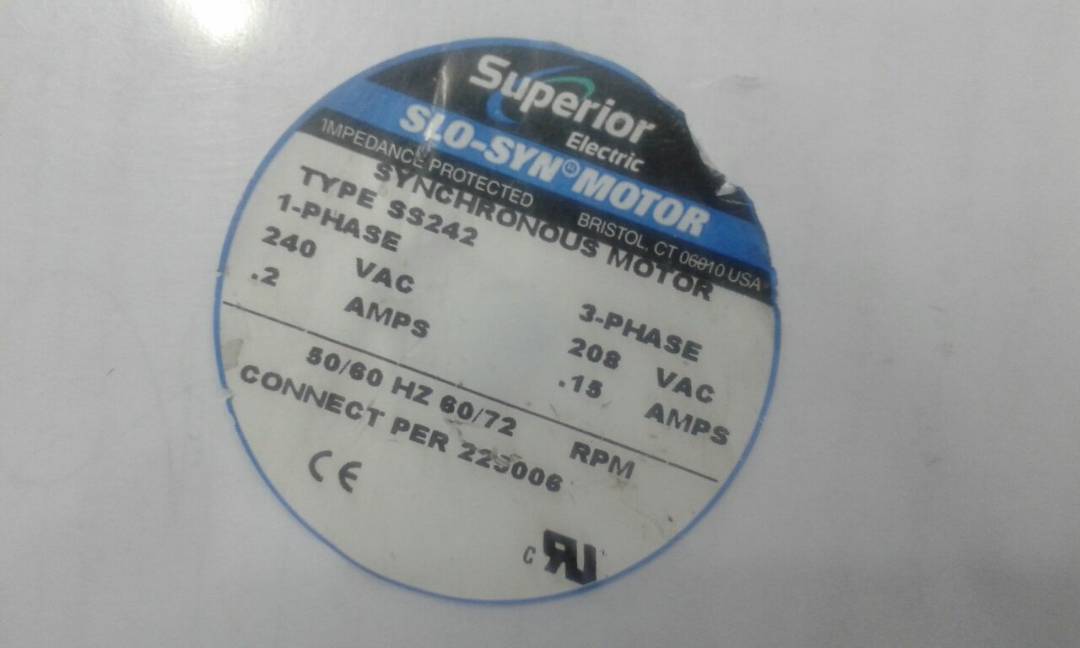 Superior
Electric
SLO-SYN® MOTOR
IMPEDANCE PROTECTED BRISTOL, CT 06010 USA
SYNCHRONOUS MOTOR
TYPE SS242
1-PHASE 3-PHASE
240 VAC 208 VAC
.2 AMPS .15 AMPS
50/60 HZ 60/72 RPM
CONNECT PER
CE
c RU